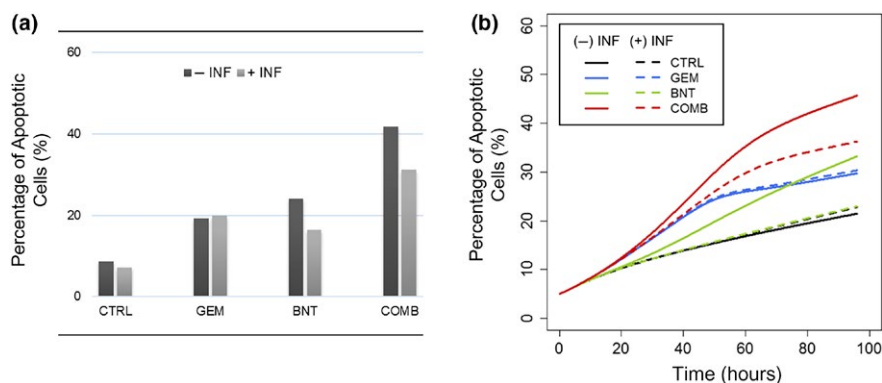 (a)
Percentage of Apoptotic
Cells (%)
60
40
20
0
− INF + INF
CTRL GEM BNT COMB
(b)
Percentage of Apoptotic
Cells (%)
60
50
40
30
20
10
0
(−) INF (+) INF
CTRL
GEM
BNT
COMB
0 20 40 60 80 100
Time (hours)